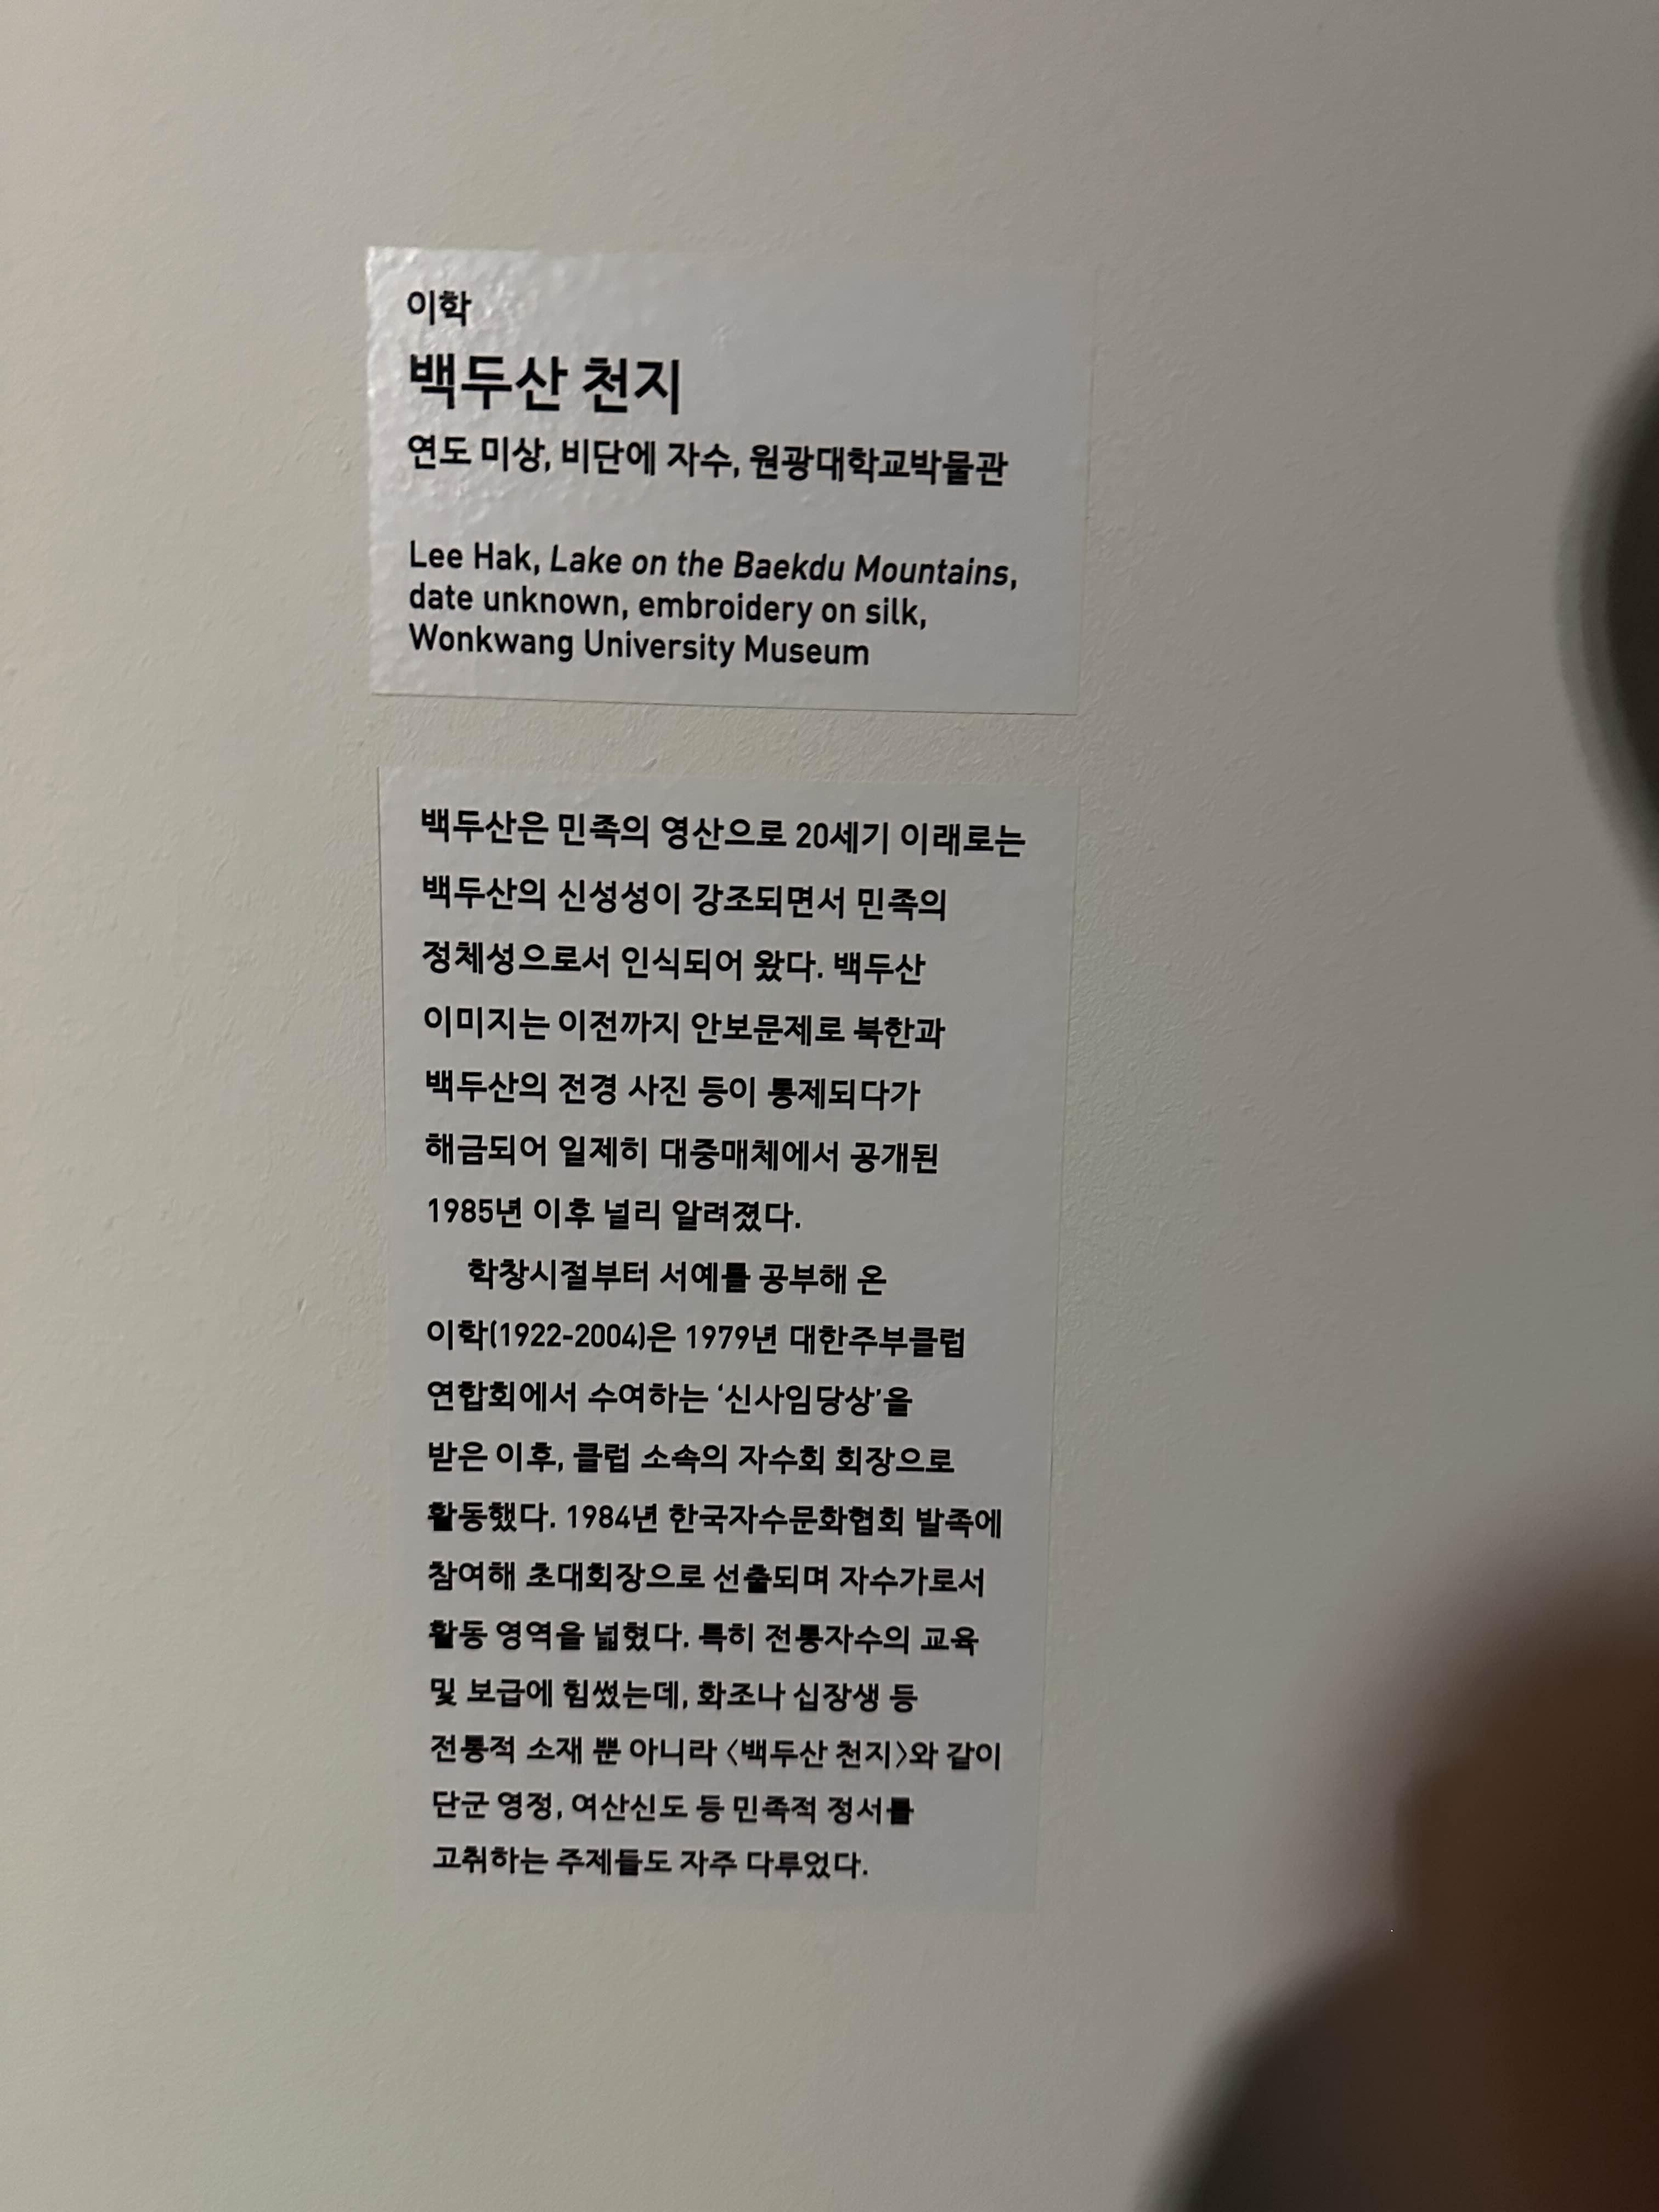 이학
백두산 천지
연도 미상, 비단에 자수, 원광대학교박물관
Lee Hak, Lake on the Baekdu Mountains,
date unknown, embroidery on silk,
Wonkwang University Museum
백두산은 민족의 영산으로 20세기 이래로는
백두산의 신성성이 강조되면서 민족의
정체성으로서 인식되어 왔다. 백두산
이미지는 이전까지 안보문제로 북한과
백두산의 전경 사진 등이 통제되다가
해금되어 일제히 대중매체에서 공개된
1985년 이후 널리 알려졌다.
학창시절부터 서예를 공부해 온
이학(1922-2004)은 1979년 대한주부클럽
연합회에서 수여하는 ‘신사임당상’을
받은 이후, 클럽 소속의 자수회 회장으로
활동했다. 1984년 한국자수문화협회 발족에
참여해 초대회장으로 선출되며 자수가로서
활동 영역을 넓혔다. 특히 전통자수의 교육
및 보급에 힘썼는데, 화조나 십장생 등
전통적 소재 뿐 아니라 〈백두산 천지〉와 같이
단군 영정, 여산신도 등 민족적 정서를
고취하는 주제들도 자주 다루었다.